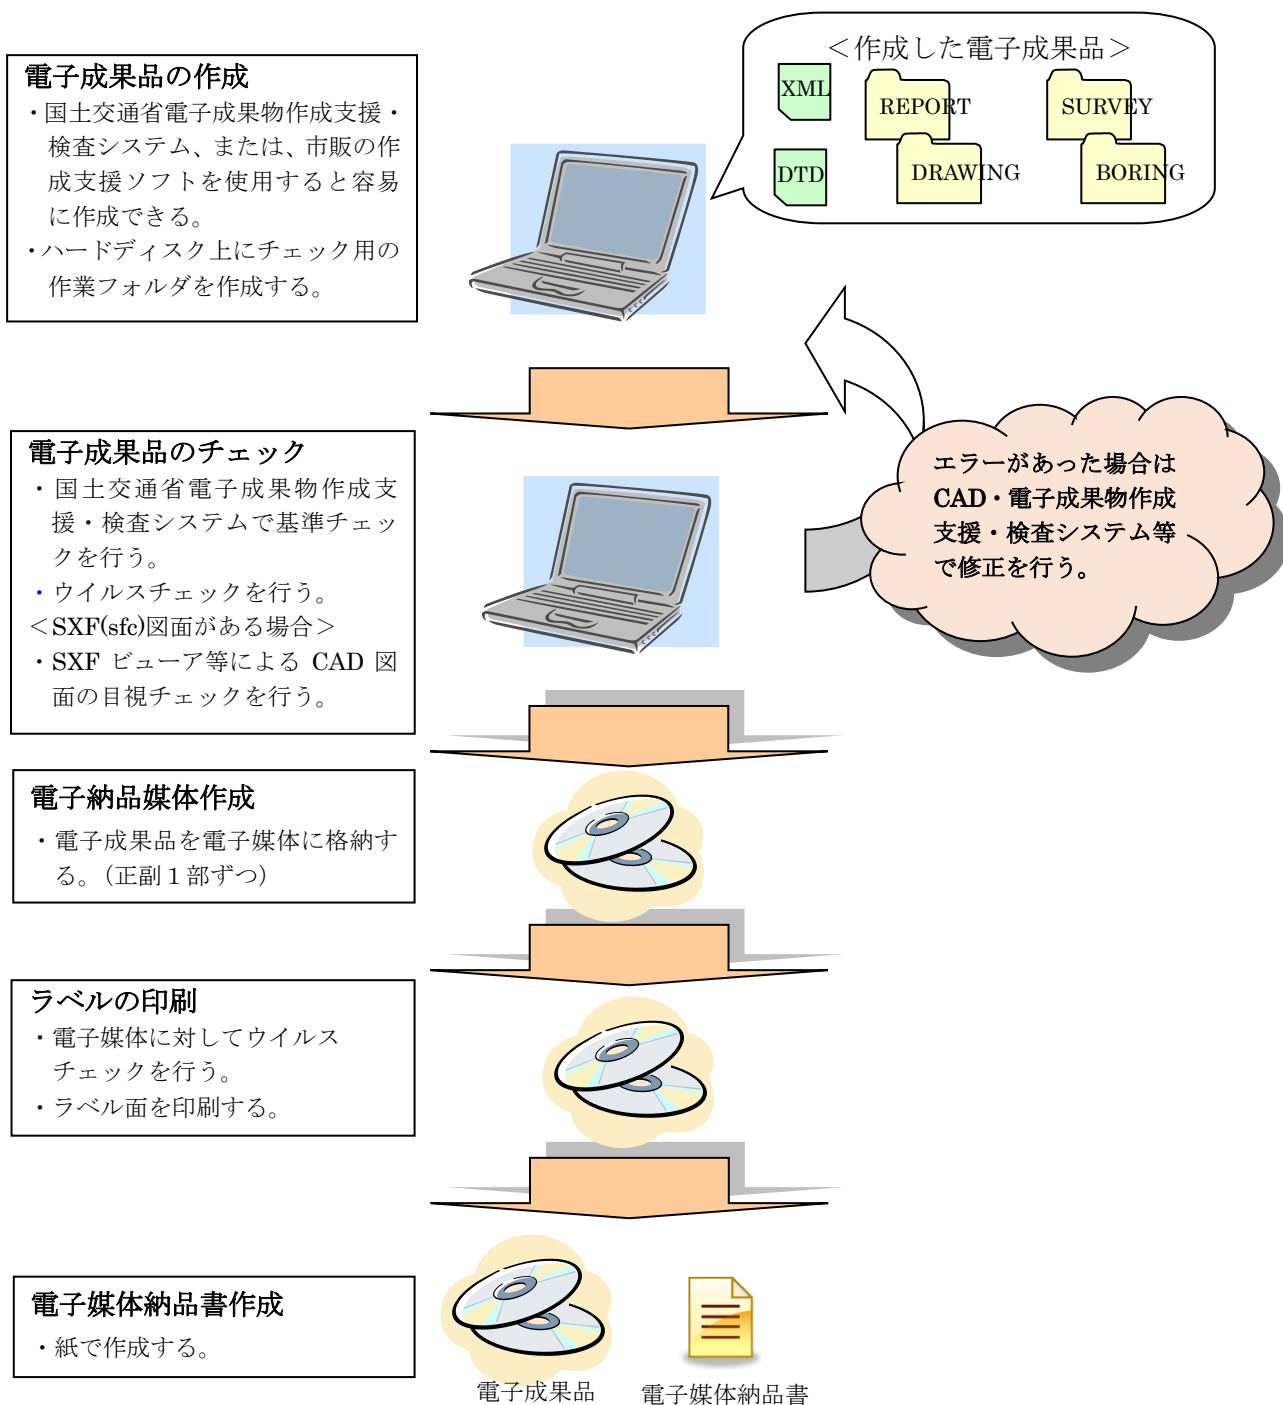 電子成果品の作成
・国土交通省電子成果物作成支援・
検査システム、または、市販の作
成支援ソフトを使用すると容易
に作成できる。
・ハードディスク上にチェック用の
作業フォルダを作成する。
＜作成した電子成果品＞
XML
REPORT
SURVEY
DTD
DRAWING
BORING
電子成果品のチェック
・国土交通省電子成果物作成支
援・検査システムで基準チェッ
クを行う。
・ウイルスチェックを行う。
＜SXF(sfc)図面がある場合＞
・SXF ビューア等による CAD 図
面の目視チェックを行う。
エラーがあった場合は
CAD・電子成果物作成
支援・検査システム等
で修正を行う。
電子納品媒体作成
・電子成果品を電子媒体に格納す
る。（正副１部ずつ）
ラベルの印刷
・電子媒体に対してウイルス
チェックを行う。
・ラベル面を印刷する。
電子媒体納品書作成
・紙で作成する。
電子成果品
電子媒体納品書